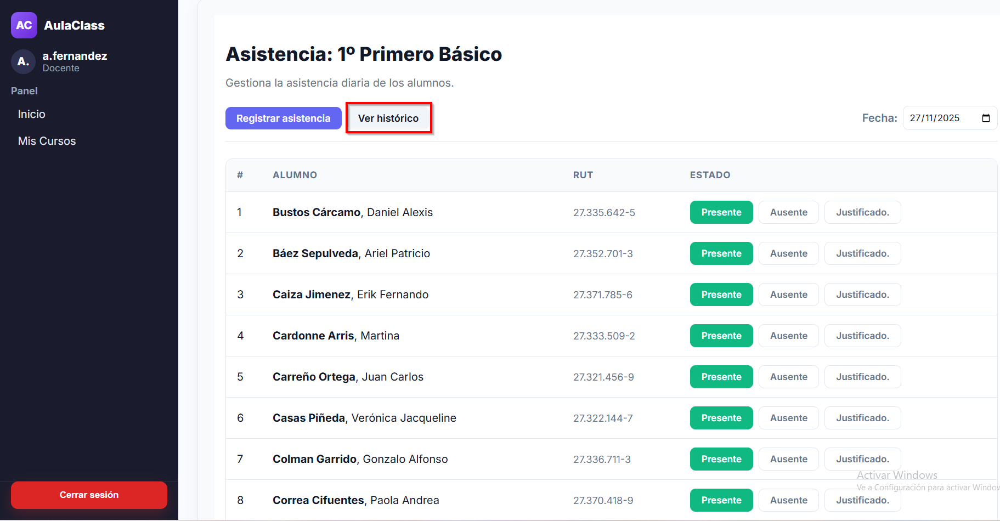 AC AulaClass
A. a.fernandez
Docente
Panel
Inicio
Mis Cursos
Cerrar sesión
Asistencia: 1º Primero Básico
Gestiona la asistencia diaria de los alumnos.
Registrar asistencia Ver histórico Fecha: 27/11/2025
# ALUMNO RUT ESTADO
1 Bustos Cárcamo, Daniel Alexis 27.335.642-5 Presente Ausente Justificado.
2 Báez Sepulveda, Ariel Patricio 27.352.701-3 Presente Ausente Justificado.
3 Caiza Jimenez, Erik Fernando 27.371.785-6 Presente Ausente Justificado.
4 Cardonne Arris, Martina 27.333.509-2 Presente Ausente Justificado.
5 Carreño Ortega, Juan Carlos 27.321.456-9 Presente Ausente Justificado.
6 Casas Piñeda, Verónica Jacqueline 27.322.144-7 Presente Ausente Justificado.
7 Colman Garrido, Gonzalo Alfonso 27.336.711-3 Presente Ausente Justificado.
Activar Windows
Ve a Configuración para activar Window
8 Correa Cifuentes, Paola Andrea 27.370.418-9 Presente Ausente Justificado.